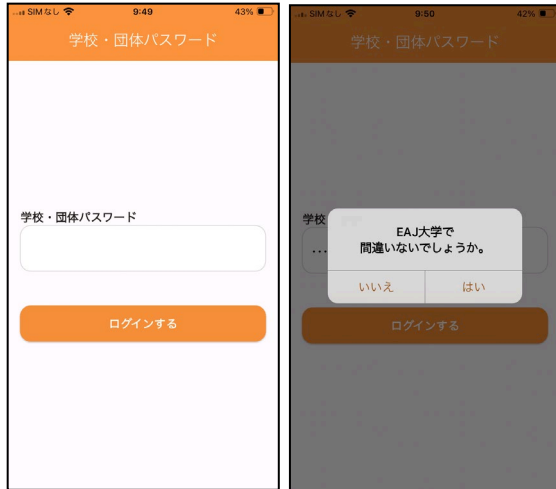 SIMなし 9:49 43%
学校・団体パスワード
学校・団体パスワード
ログインする
SIMなし 9:50 42%
学校・団体パスワード
学校
EAJ大学で
間違いないでしょうか。
いいえ はい
ログインする